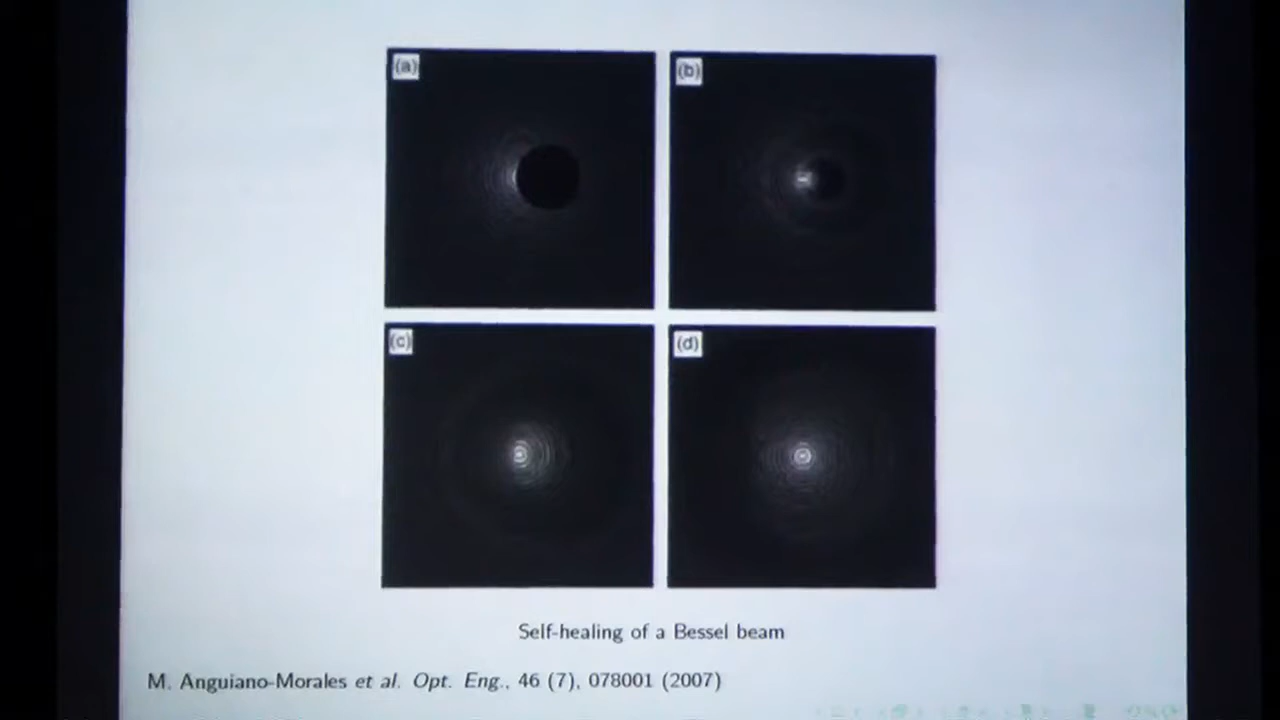 (a)
(b)
(c)
(d)
Self-healing of a Bessel beam
M. Anguiano-Morales et al. Opt. Eng., 46 (7), 078001 (2007)